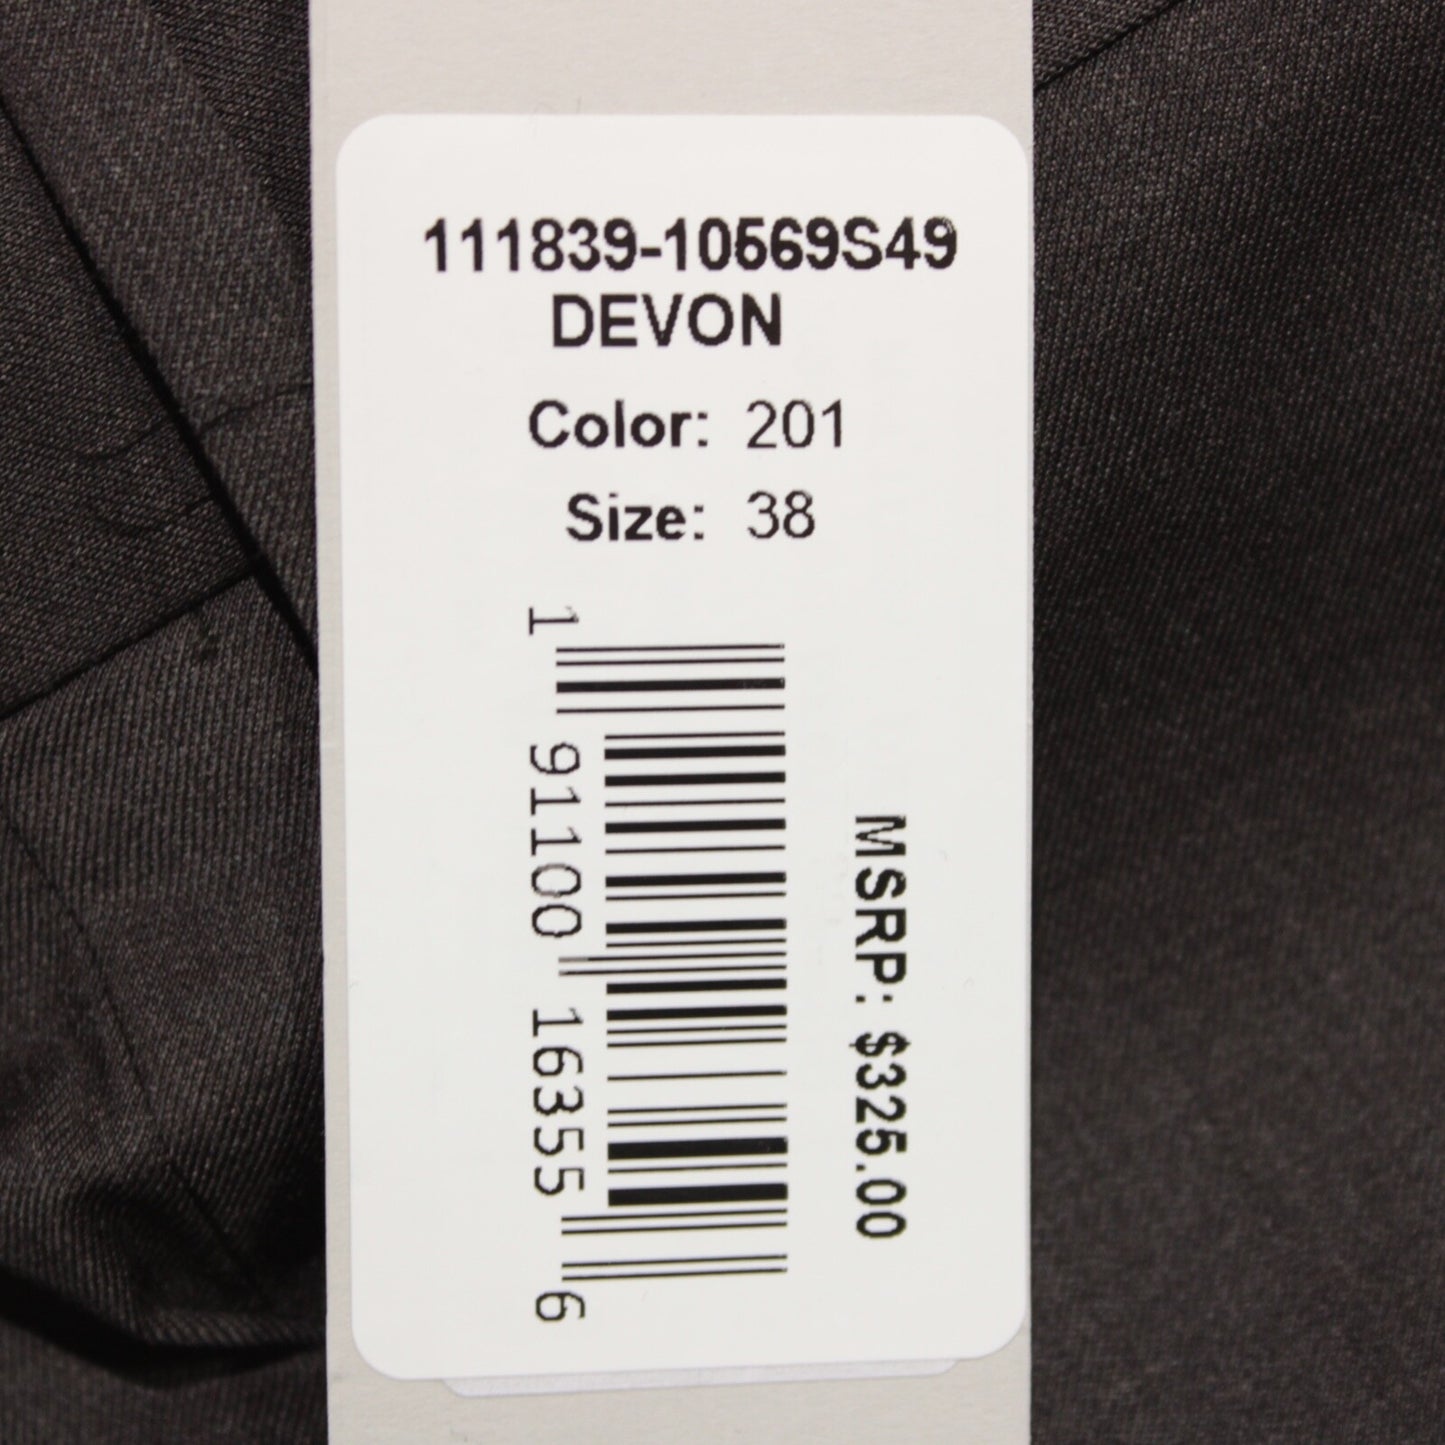 111839-10569S49
DEVON
Color: 201
Size: 38
1 91100 16355 6
MSRP: $325.00